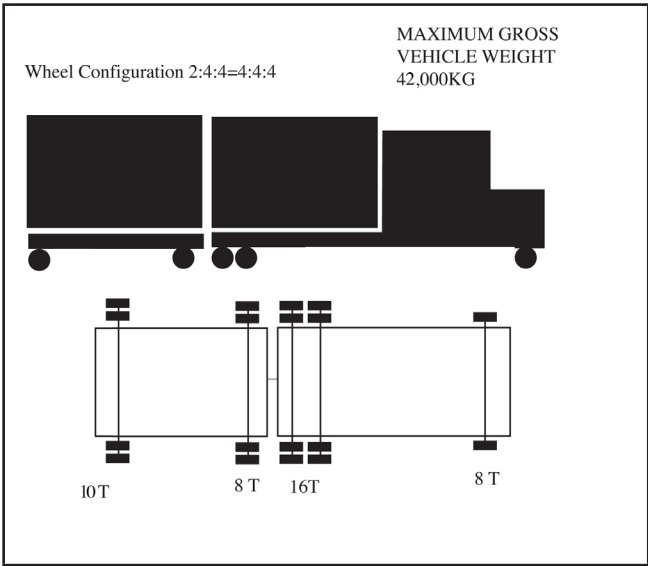 MAXIMUM GROSS
VEHICLE WEIGHT
42,000KG
Wheel Configuration 2:4:4=4:4:4
10T
8 T
16T
8 T